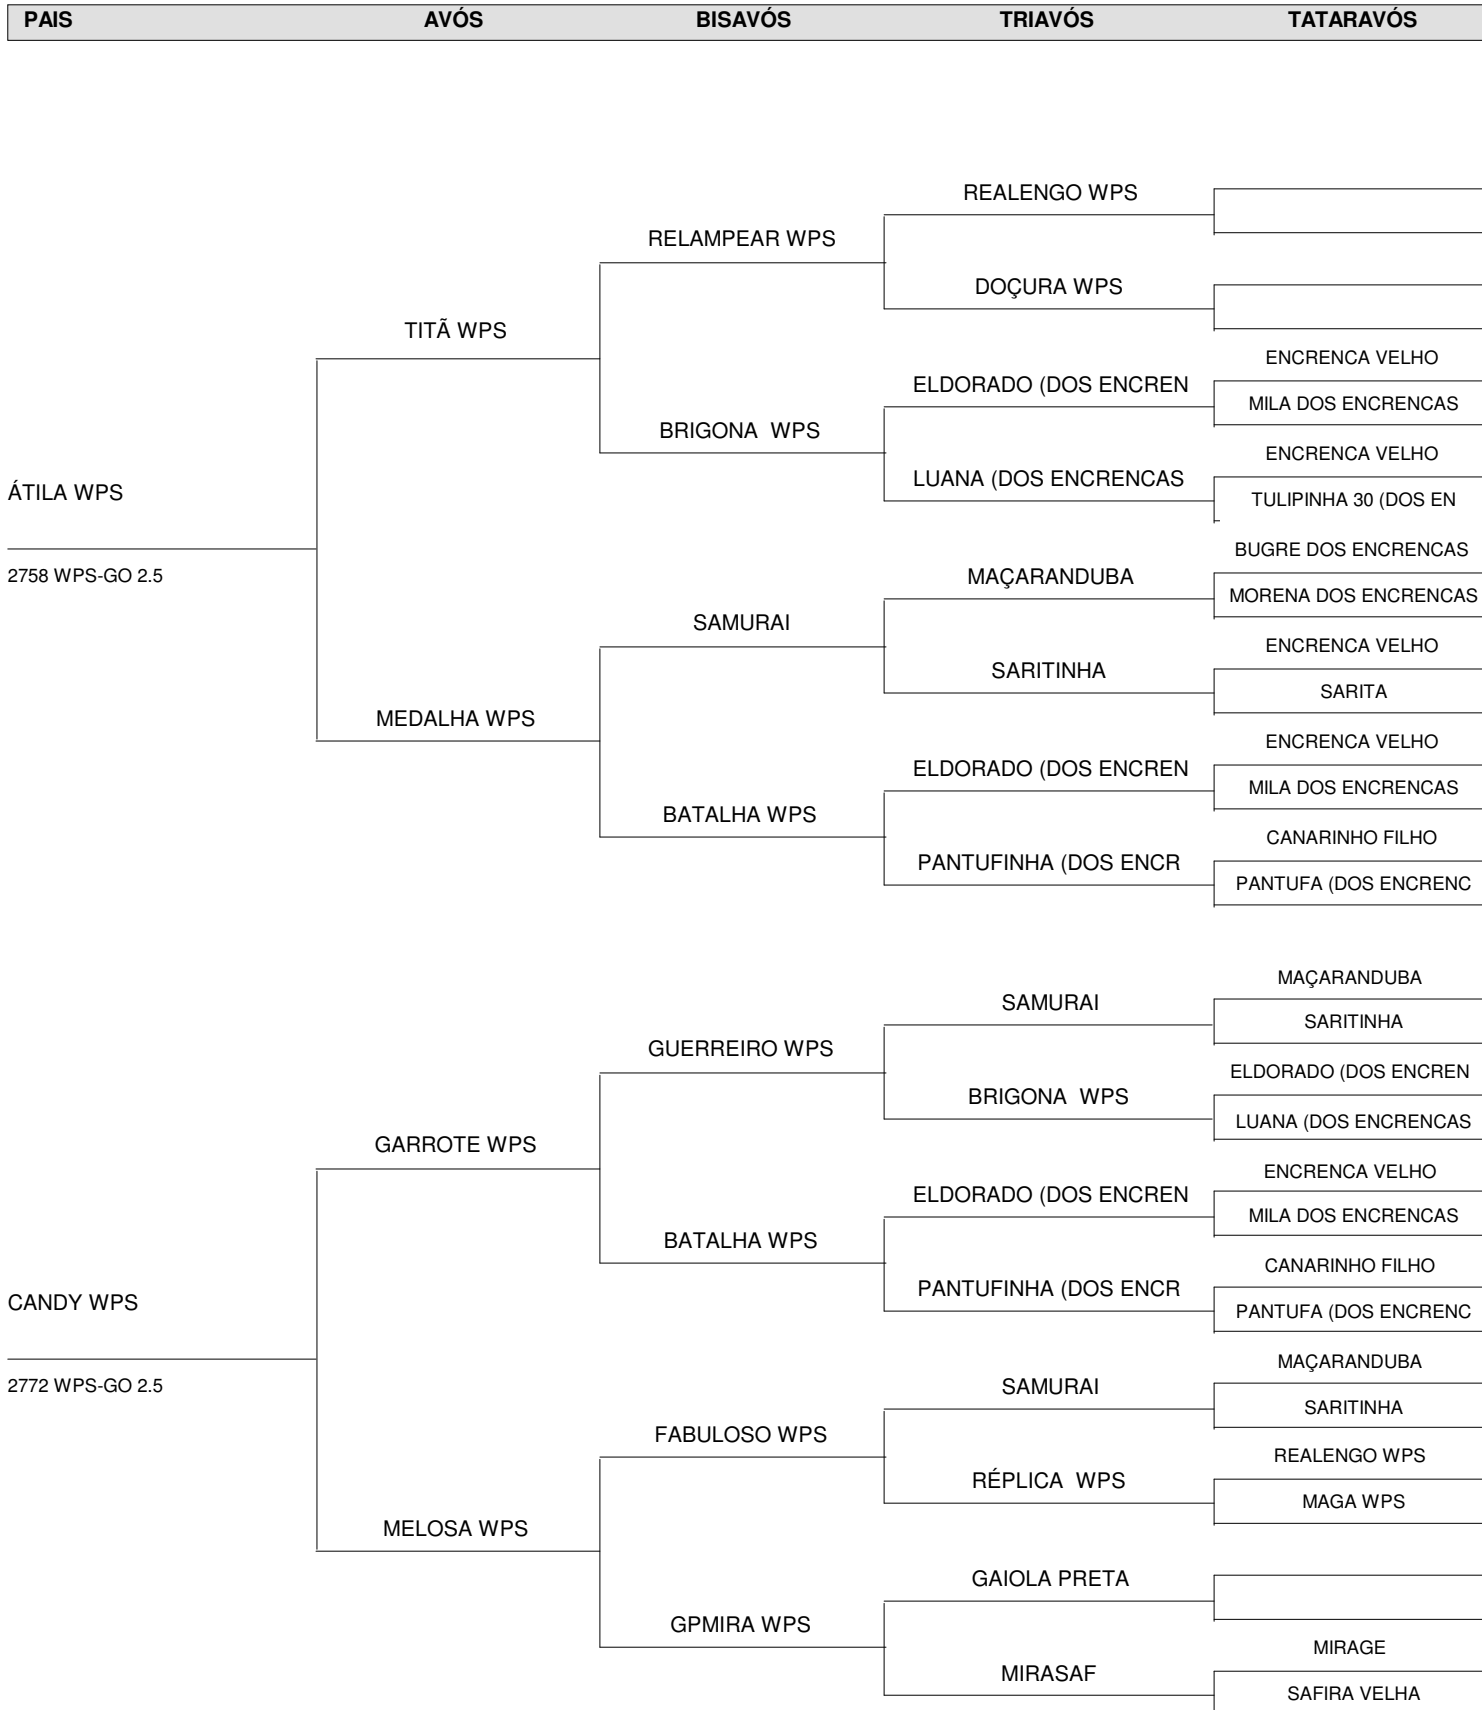 PAIS AVÓS BISAVÓS TRIAVÓS TATARAVÓS
REALENGO WPS
RELAMPEAR WPS
DOÇURA WPS
TITÃ WPS
ENCRENCA VELHO
ELDORADO (DOS ENCREN
MILA DOS ENCRENCAS
BRIGONA WPS
ENCRENCA VELHO
LUANA (DOS ENCRENCAS
TULIPINHA 30 (DOS EN
ÁTILA WPS
2758 WPS-GO 2.5
BUGRE DOS ENCRENCAS
MAÇARANDUBA
MORENA DOS ENCRENCAS
SAMURAI
ENCRENCA VELHO
SARITINHA
SARITA
MEDALHA WPS
ENCRENCA VELHO
ELDORADO (DOS ENCREN
MILA DOS ENCRENCAS
BATALHA WPS
CANARINHO FILHO
PANTUFINHA (DOS ENCR
PANTUFA (DOS ENCRENC
MAÇARANDUBA
SAMURAI
SARITINHA
GUERREIRO WPS
ELDORADO (DOS ENCREN
BRIGONA WPS
LUANA (DOS ENCRENCAS
GARROTE WPS
ENCRENCA VELHO
ELDORADO (DOS ENCREN
MILA DOS ENCRENCAS
BATALHA WPS
CANARINHO FILHO
PANTUFINHA (DOS ENCR
PANTUFA (DOS ENCRENC
CANDY WPS
2772 WPS-GO 2.5
MAÇARANDUBA
SAMURAI
SARITINHA
FABULOSO WPS
REALENGO WPS
RÉPLICA WPS
MAGA WPS
MELOSA WPS
GAIOLA PRETA
GPMIRA WPS
MIRAGE
MIRASAF
SAFIRA VELHA